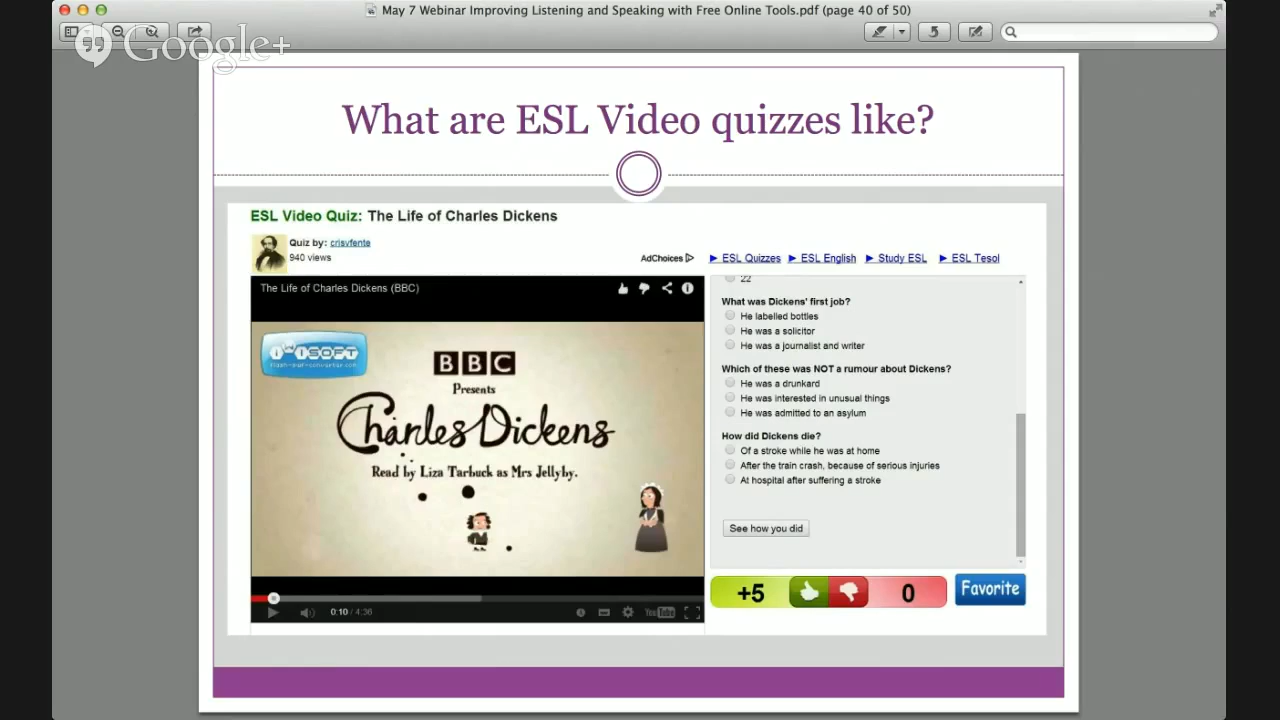 May 7 Webinar Improving Listening and Speaking with Free Online Tools.pdf (page 40 of 50)
Google+
What are ESL Video quizzes like?
ESL Video Quiz: The Life of Charles Dickens
Quiz by: crisvfente
940 views
AdChoices
ESL Quizzes ESL English Study ESL ESL Tesol
The Life of Charles Dickens (BBC)
BBC
Presents
Charles Dickens
Read by Liza Tarbuck as Mrs Jellyby.
0:10 / 4:36
YouTube
22
What was Dickens' first job?
He labelled bottles
He was a solicitor
He was a journalist and writer
Which of these was NOT a rumour about Dickens?
He was a drunkard
He was interested in unusual things
He was admitted to an asylum
How did Dickens die?
Of a stroke while he was at home
After the train crash, because of serious injuries
At hospital after suffering a stroke
See how you did
+5
0
Favorite